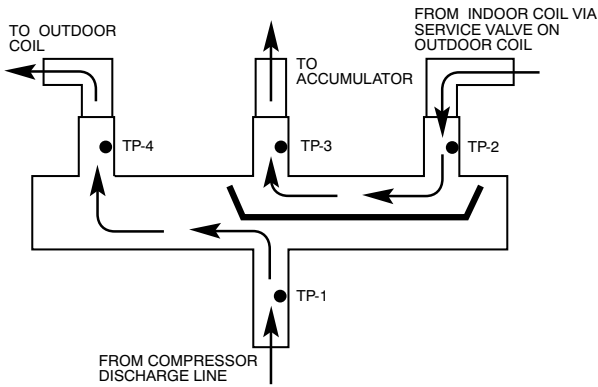 TO OUTDOOR
COIL
FROM INDOOR COIL VIA
SERVICE VALVE ON
OUTDOOR COIL
TO
ACCUMULATOR
TP-4
TP-3
TP-2
TP-1
FROM COMPRESSOR
DISCHARGE LINE